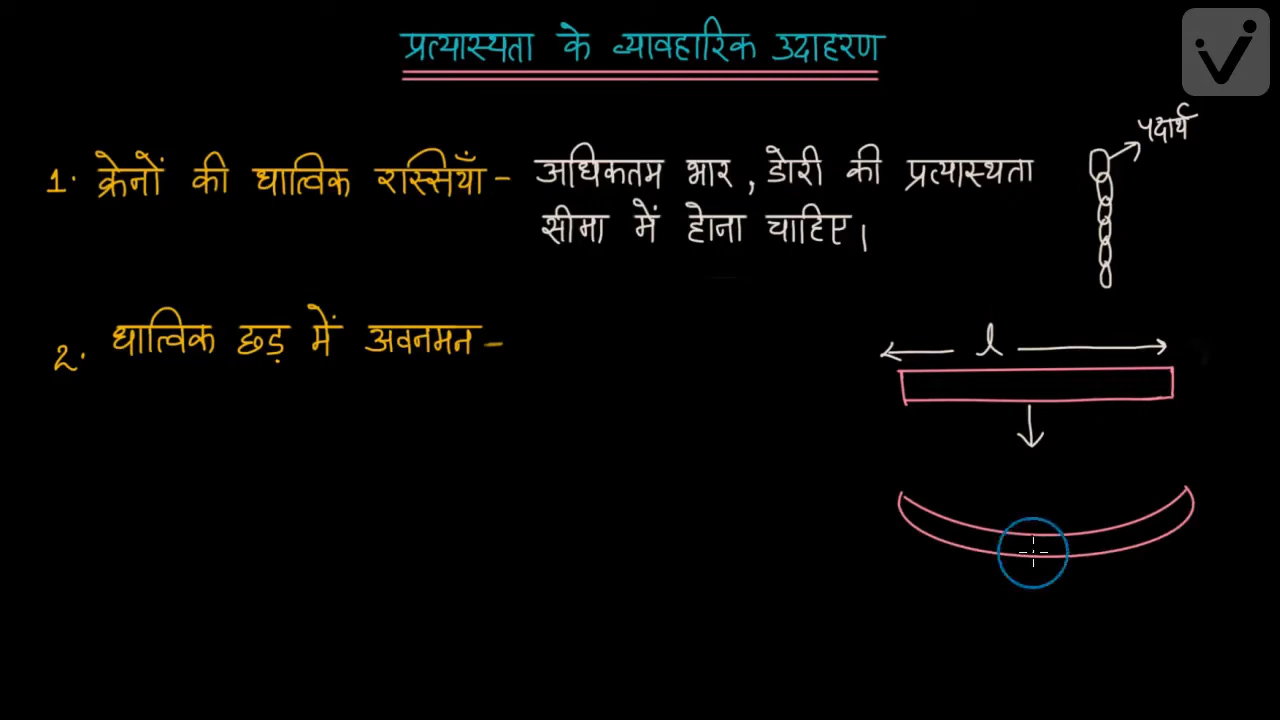 प्रत्यास्थता के व्यावहारिक उदाहरण
पदार्थ
1. क्रेनों की धात्विक रस्सियाँ - अधिकतम भार, डोरी की प्रत्यास्थता
सीमा में होना चाहिए।
2. धात्विक छड़ में अवनमन -
l